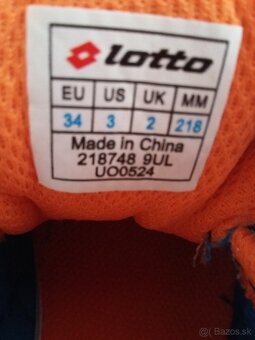 lotto
EU US UK MM
34 3 2 218
Made in China
218748 9UL
UO0524
Bazos.sk